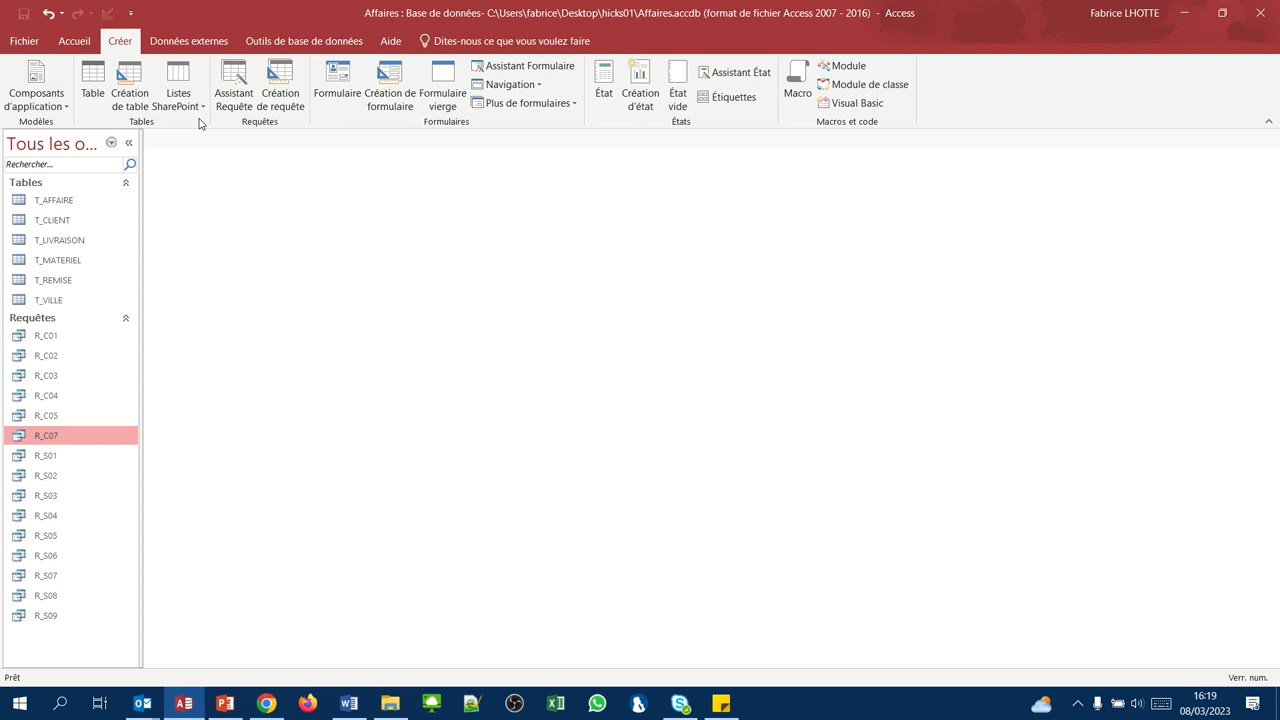 Affaires : Base de données- C:\Users\fabrice\Desktop\hicks01\Affaires.accdb (format de fichier Access 2007 - 2016) - Access
Fabrice LHOTTE
Fichier Accueil Créer Données externes Outils de base de données Aide Dites-nous ce que vous voulez faire
Composants d'application
Table
Création de table
Listes SharePoint
Assistant Requête
Création de requête
Formulaire
Création de formulaire
Formulaire vierge
Assistant Formulaire
Navigation
Plus de formulaires
État
Création d'état
État vide
Assistant État
Étiquettes
Macro
Module
Module de classe
Visual Basic
Modèles Tables Requêtes Formulaires États Macros et code
Tous les o...
Rechercher...
Tables
T_AFFAIRE
T_CLIENT
T_LIVRAISON
T_MATERIEL
T_REMISE
T_VILLE
Requêtes
R_C01
R_C02
R_C03
R_C04
R_C05
R_C07
R_S01
R_S02
R_S03
R_S04
R_S05
R_S06
R_S07
R_S08
R_S09
Prêt
Verr. num.
16:19
08/03/2023